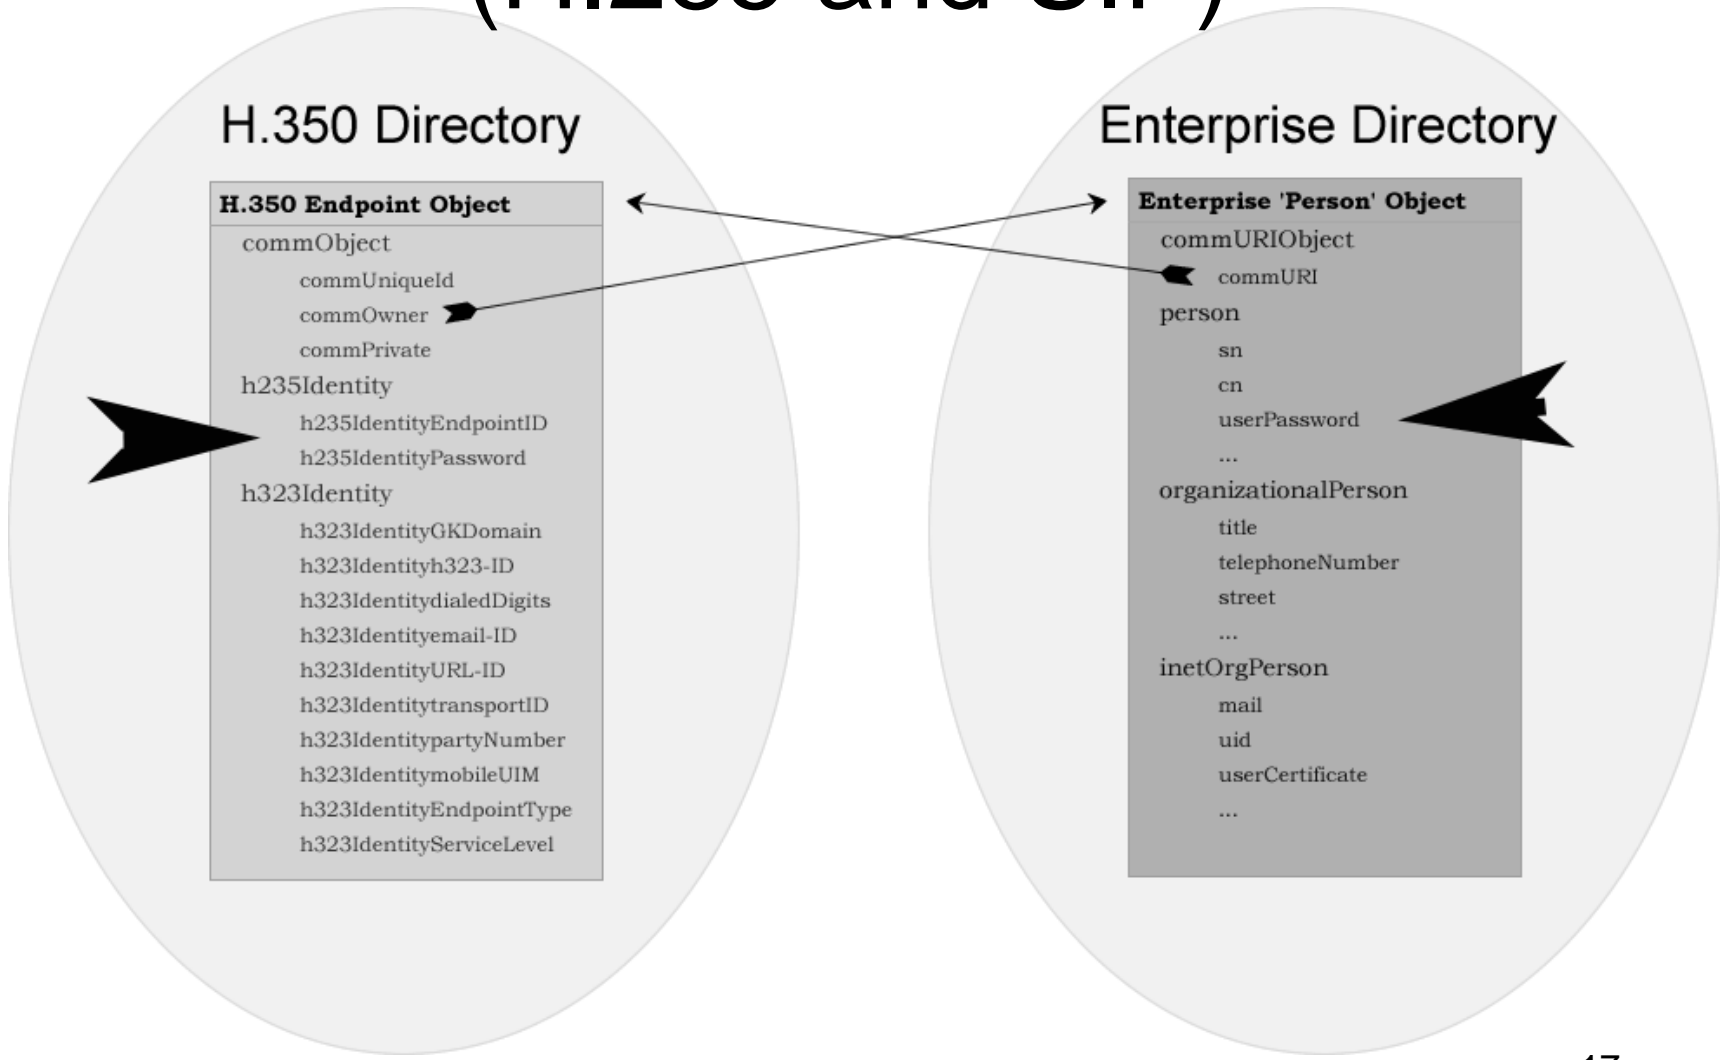 and
H.350 Directory
H.350 Endpoint Object
commObject
commUniqueId
commOwner
commPrivate
h235Identity
h235IdentityEndpointID
h235IdentityPassword
h323Identity
h323IdentityGKDomain
h323Identityh323-ID
h323IdentitydialedDigits
h323Identityemail-ID
h323IdentityURL-ID
h323IdentitytransportID
h323IdentitypartyNumber
h323IdentitymobileUIM
h323IdentityEndpointType
h323IdentityServiceLevel
Enterprise Directory
Enterprise 'Person' Object
commURIObject
commURI
person
sn
cn
userPassword
...
organizationalPerson
title
telephoneNumber
street
...
inetOrgPerson
mail
uid
userCertificate
...